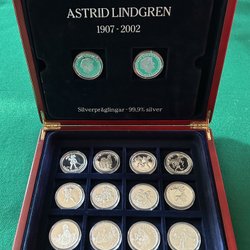 ASTRID LINDGREN
1907 - 2002
Silverpräglingar - 99,9% silver